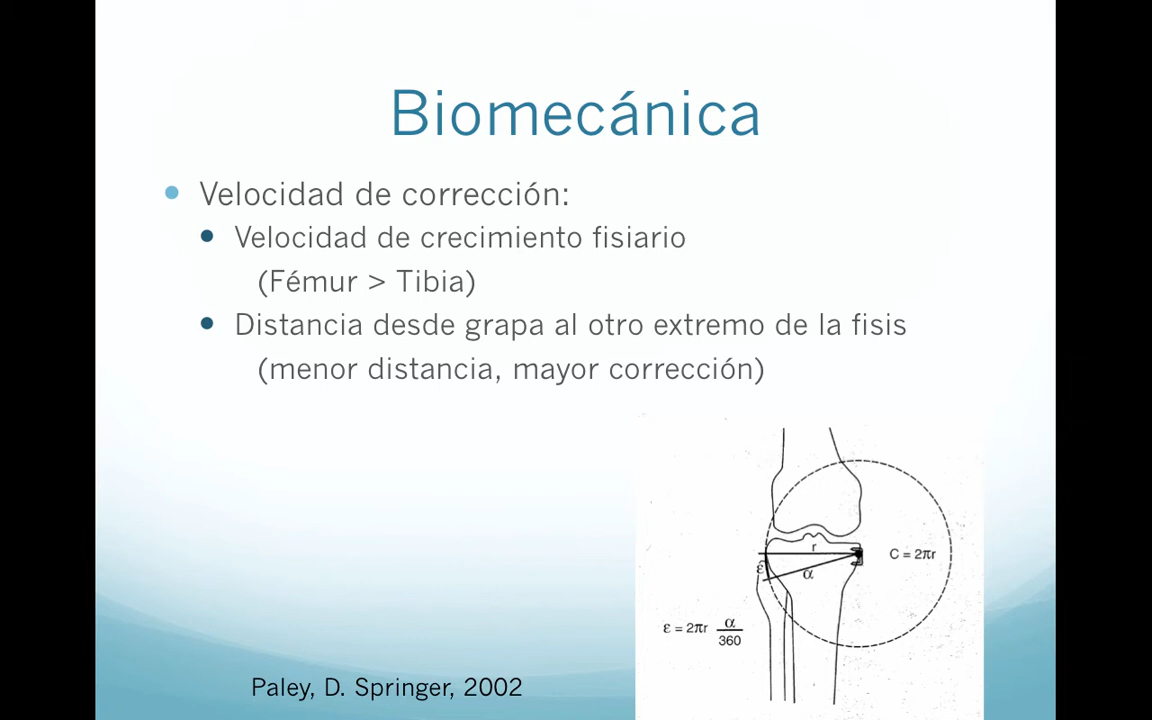 Biomecánica
Velocidad de corrección:
Velocidad de crecimiento fisiario
(Fémur > Tibia)
Distancia desde grapa al otro extremo de la fisis
(menor distancia, mayor corrección)
r
C = 2πr
ε
α
ε = 2πr α/360
Paley, D. Springer, 2002